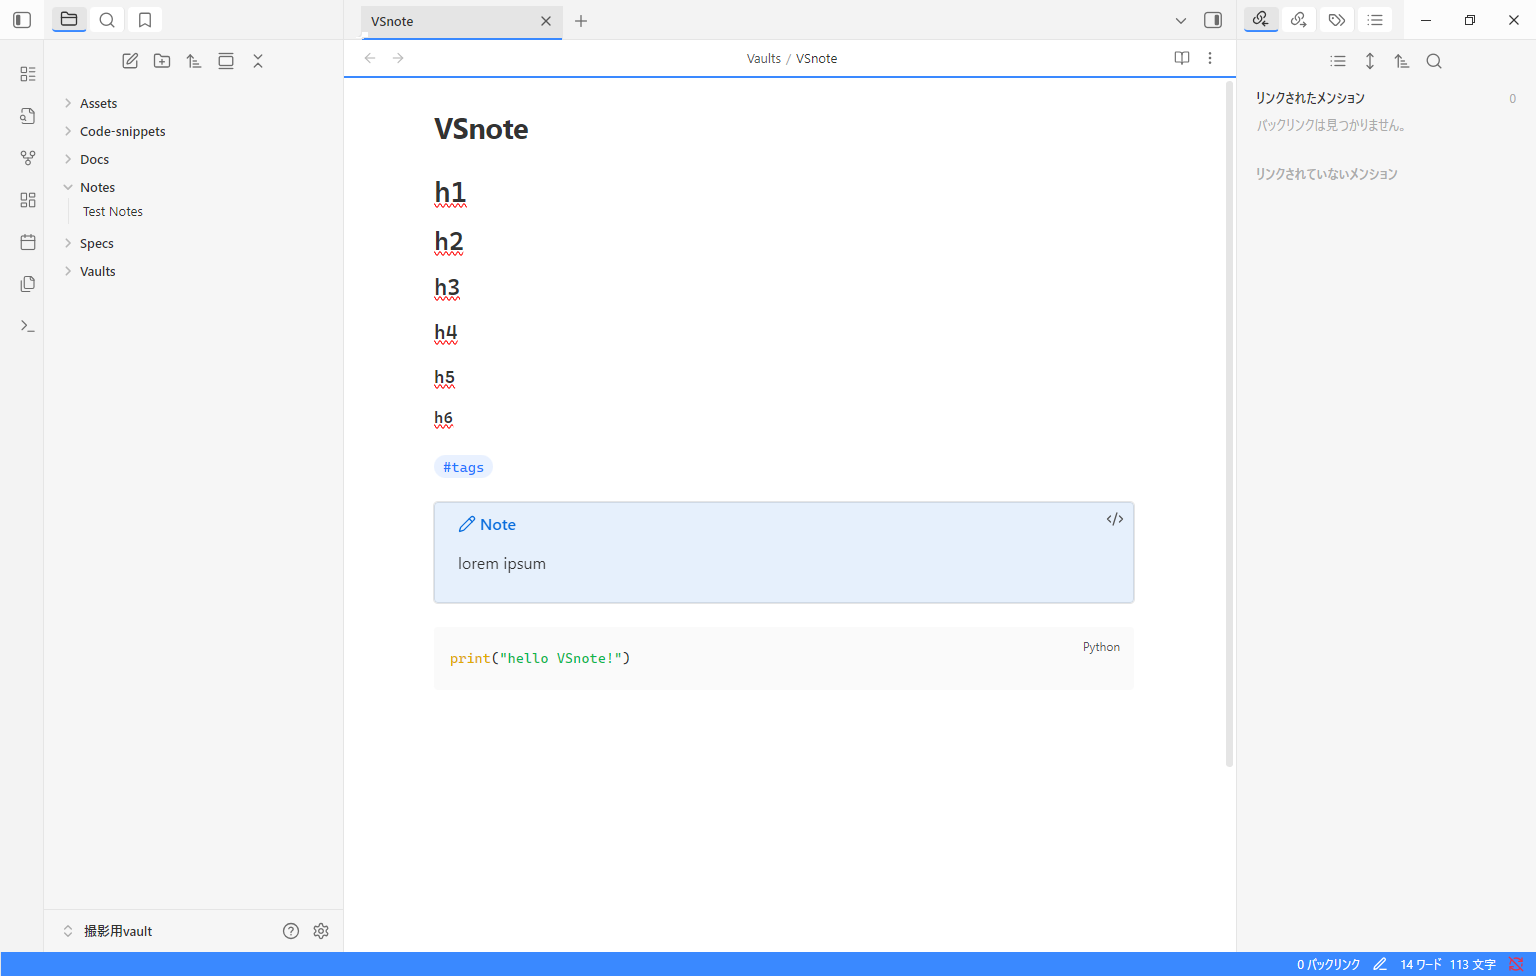 VSnote
Vaults / VSnote
Assets
Code-snippets
Docs
Notes
Test Notes
Specs
Vaults
撮影用vault
VSnote
h1
h2
h3
h4
h5
h6
#tags
Note
lorem ipsum
Python
print("hello VSnote!")
リンクされたメンション 0
バックリンクは見つかりません。
リンクされていないメンション
0 バックリンク 14 ワード 113 文字